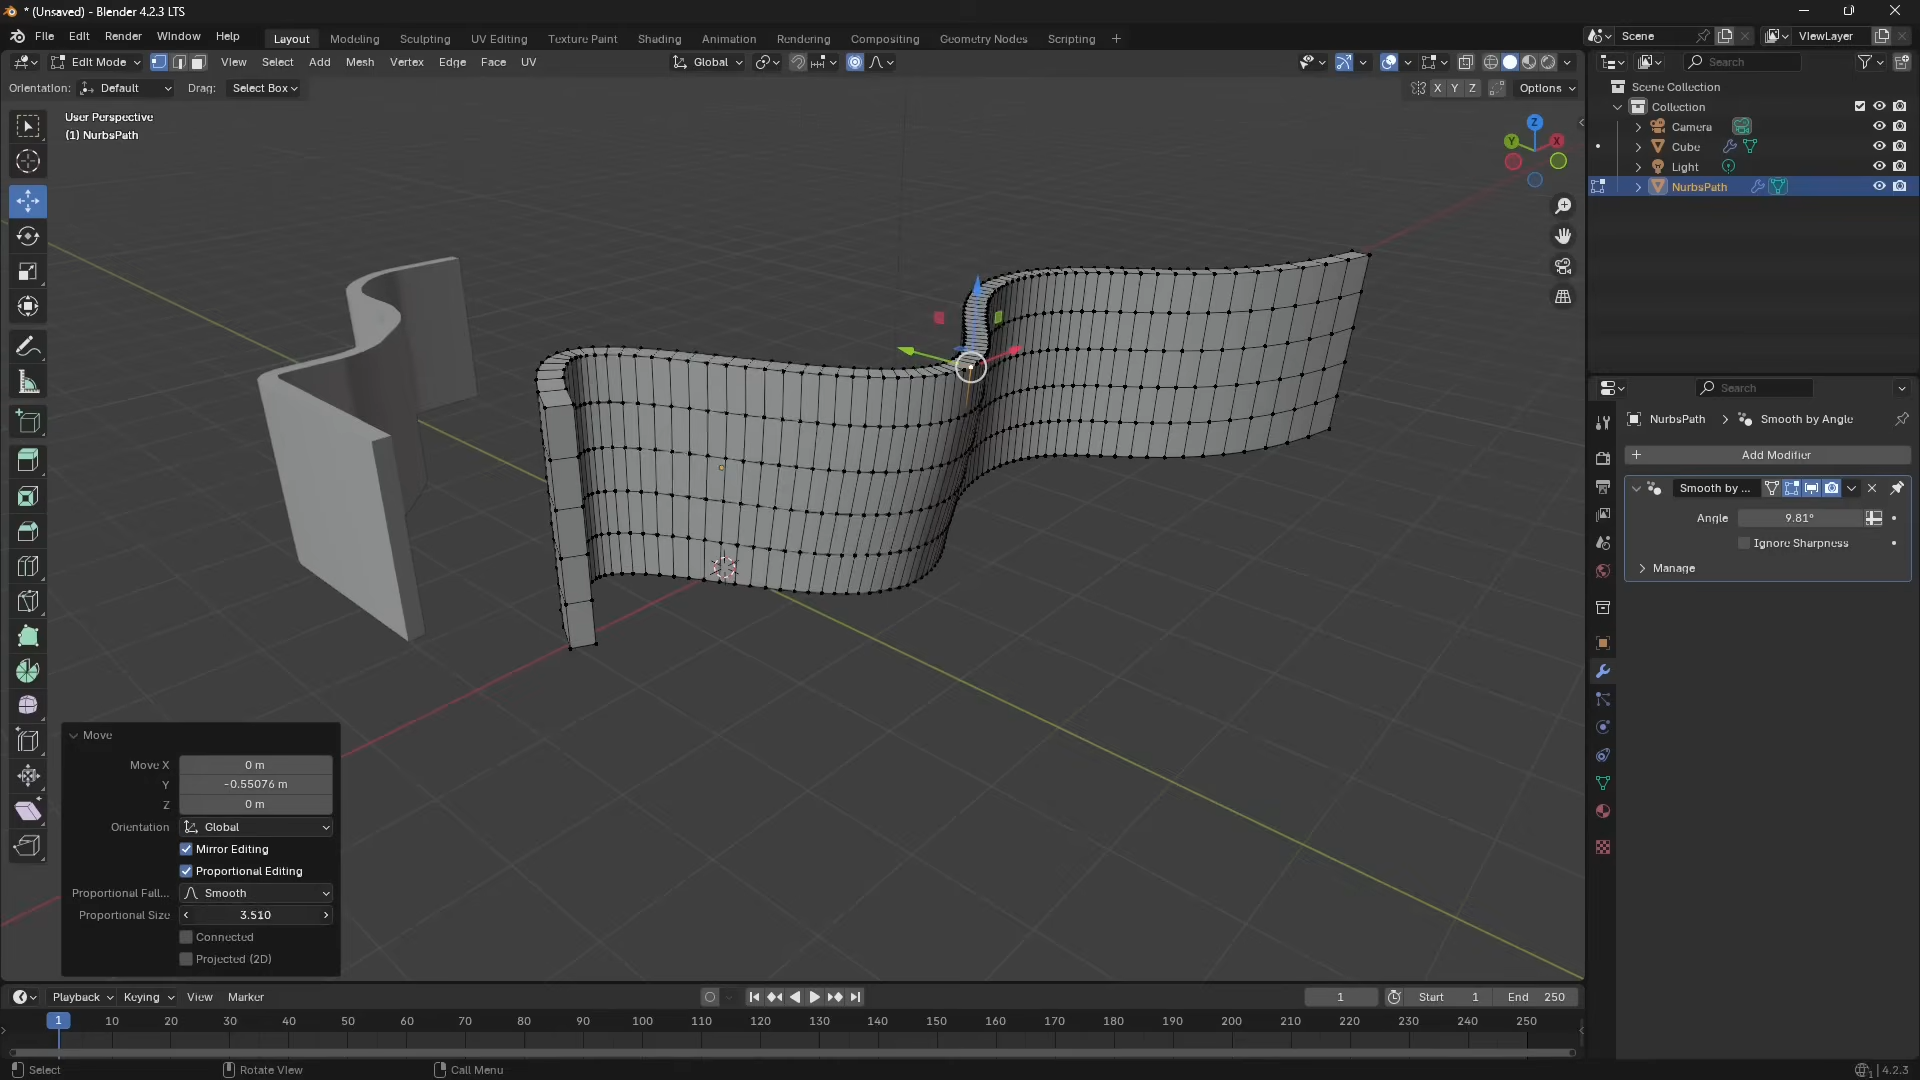 * (Unsaved) - Blender 4.2.3 LTS
File Edit Render Window Help Layout Modeling Sculpting UV Editing Texture Paint Shading Animation Rendering Compositing Geometry Nodes Scripting + Scene ViewLayer
Edit Mode View Select Add Mesh Vertex Edge Face UV Global Search
Orientation: Default Drag: Select Box X Y Z Options
Scene Collection
Collection
Camera
Cube
Light
NurbsPath
User Perspective
(1) NurbsPath
Z
Y X
Search
NurbsPath > Smooth by Angle
+ Add Modifier
Smooth by ...
Angle 9.81°
Ignore Sharpness
Manage
Move
Move X 0 m
Y -0.55076 m
Z 0 m
Orientation Global
Mirror Editing
Proportional Editing
Proportional Fall... Smooth
Proportional Size 3.510
Connected
Projected (2D)
Playback Keying View Marker 1 Start 1 End 250
1 10 20 30 40 50 60 70 80 90 100 110 120 130 140 150 160 170 180 190 200 210 220 230 240 250
Select Rotate View Call Menu 4.2.3